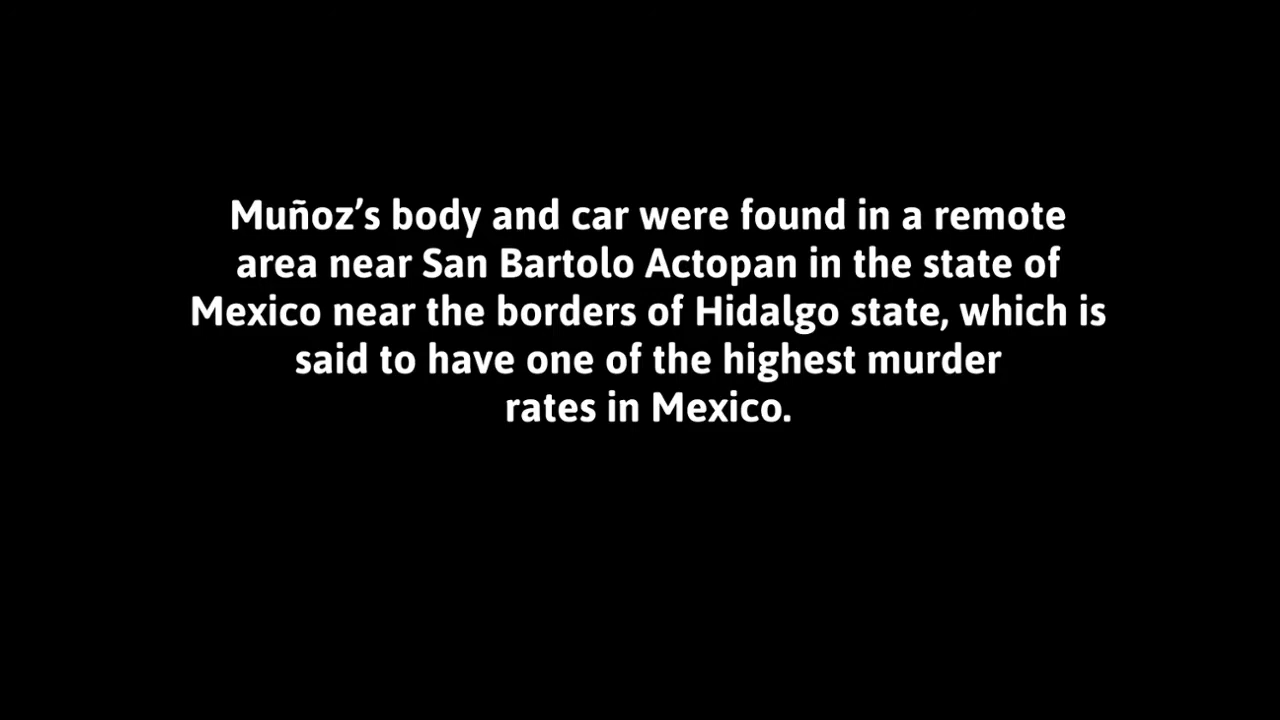 Muñoz’s body and car were found in a remote
area near San Bartolo Actopan in the state of
Mexico near the borders of Hidalgo state, which is
said to have one of the highest murder
rates in Mexico.